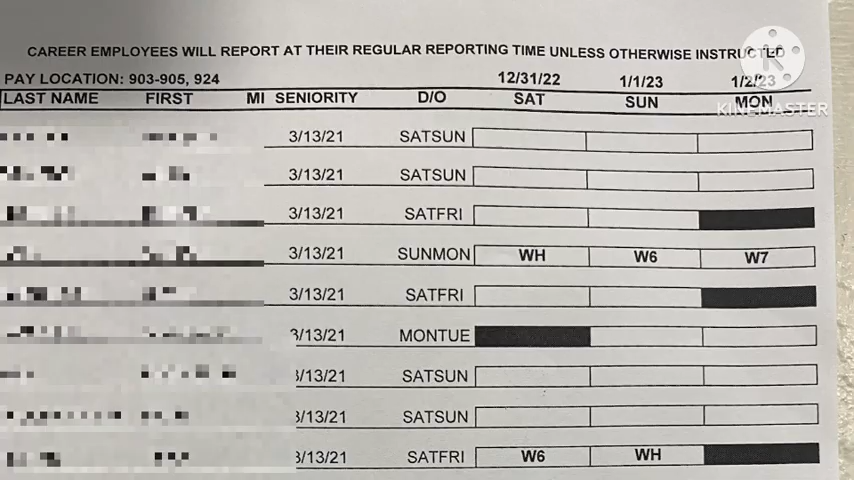 CAREER EMPLOYEES WILL REPORT AT THEIR REGULAR REPORTING TIME UNLESS OTHERWISE INSTRUCTED
PAY LOCATION: 903-905, 924 12/31/22 1/1/23 1/2/23
LAST NAME FIRST MI SENIORITY D/O SAT SUN MON
KINEMASTER
3/13/21 SATSUN
3/13/21 SATSUN
3/13/21 SATFRI
3/13/21 SUNMON WH W6 W7
3/13/21 SATFRI
3/13/21 MONTUE
3/13/21 SATSUN
3/13/21 SATSUN
3/13/21 SATFRI W6 WH